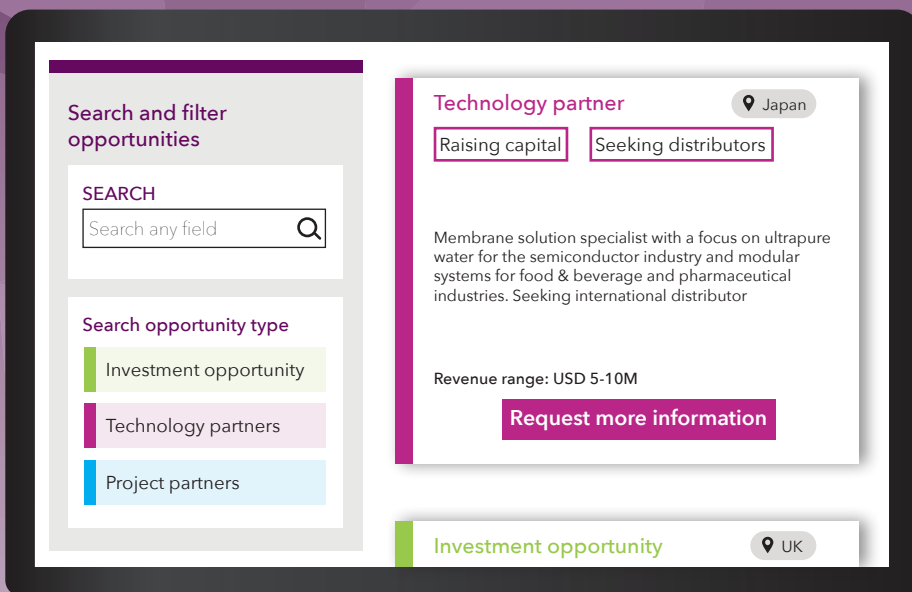 Search and filter
opportunities
SEARCH
Search any field
Search opportunity type
Investment opportunity
Technology partners
Project partners
Technology partner
Japan
Raising capital
Seeking distributors
Membrane solution specialist with a focus on ultrapure
water for the semiconductor industry and modular
systems for food & beverage and pharmaceutical
industries. Seeking international distributor
Revenue range: USD 5-10M
Request more information
Investment opportunity
UK